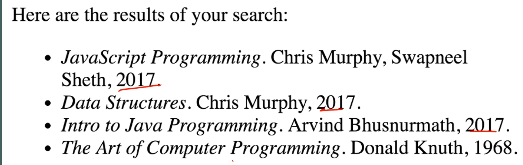 Here are the results of your search:
• JavaScript Programming. Chris Murphy, Swapneel
Sheth, 2017.
• Data Structures. Chris Murphy, 2017.
• Intro to Java Programming. Arvind Bhusnurmath, 2017.
• The Art of Computer Programming. Donald Knuth, 1968.